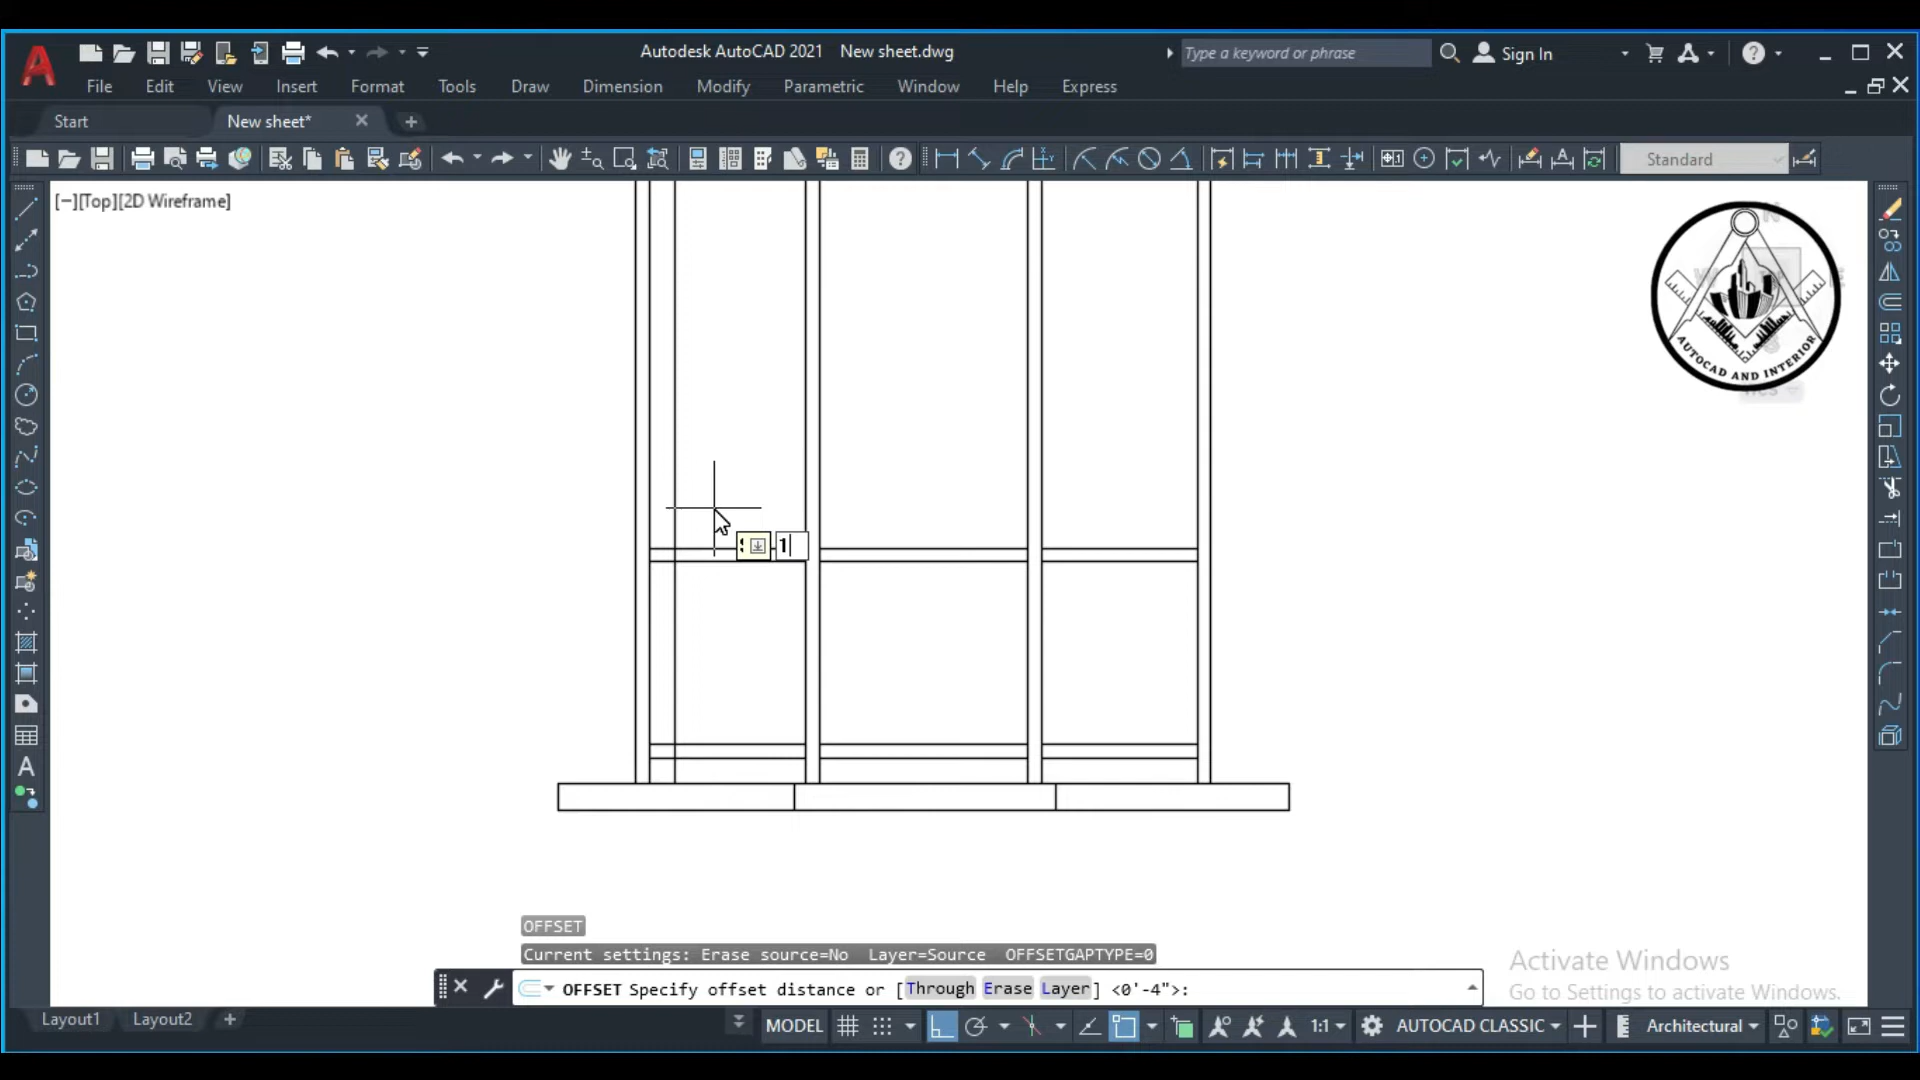 Autodesk AutoCAD 2021 New sheet.dwg
Type a keyword or phrase
Sign In
File Edit View Insert Format Tools Draw Dimension Modify Parametric Window Help Express
Start New sheet*
Standard
[−][Top][2D Wireframe]
AUTOCAD AND INTERIOR
1
OFFSET
Current settings: Erase source=No Layer=Source OFFSETGAPTYPE=0
OFFSET Specify offset distance or [Through Erase Layer] <0'-4">:
Activate Windows
Go to Settings to activate Windows.
Layout1 Layout2
MODEL 1:1 AUTOCAD CLASSIC Architectural